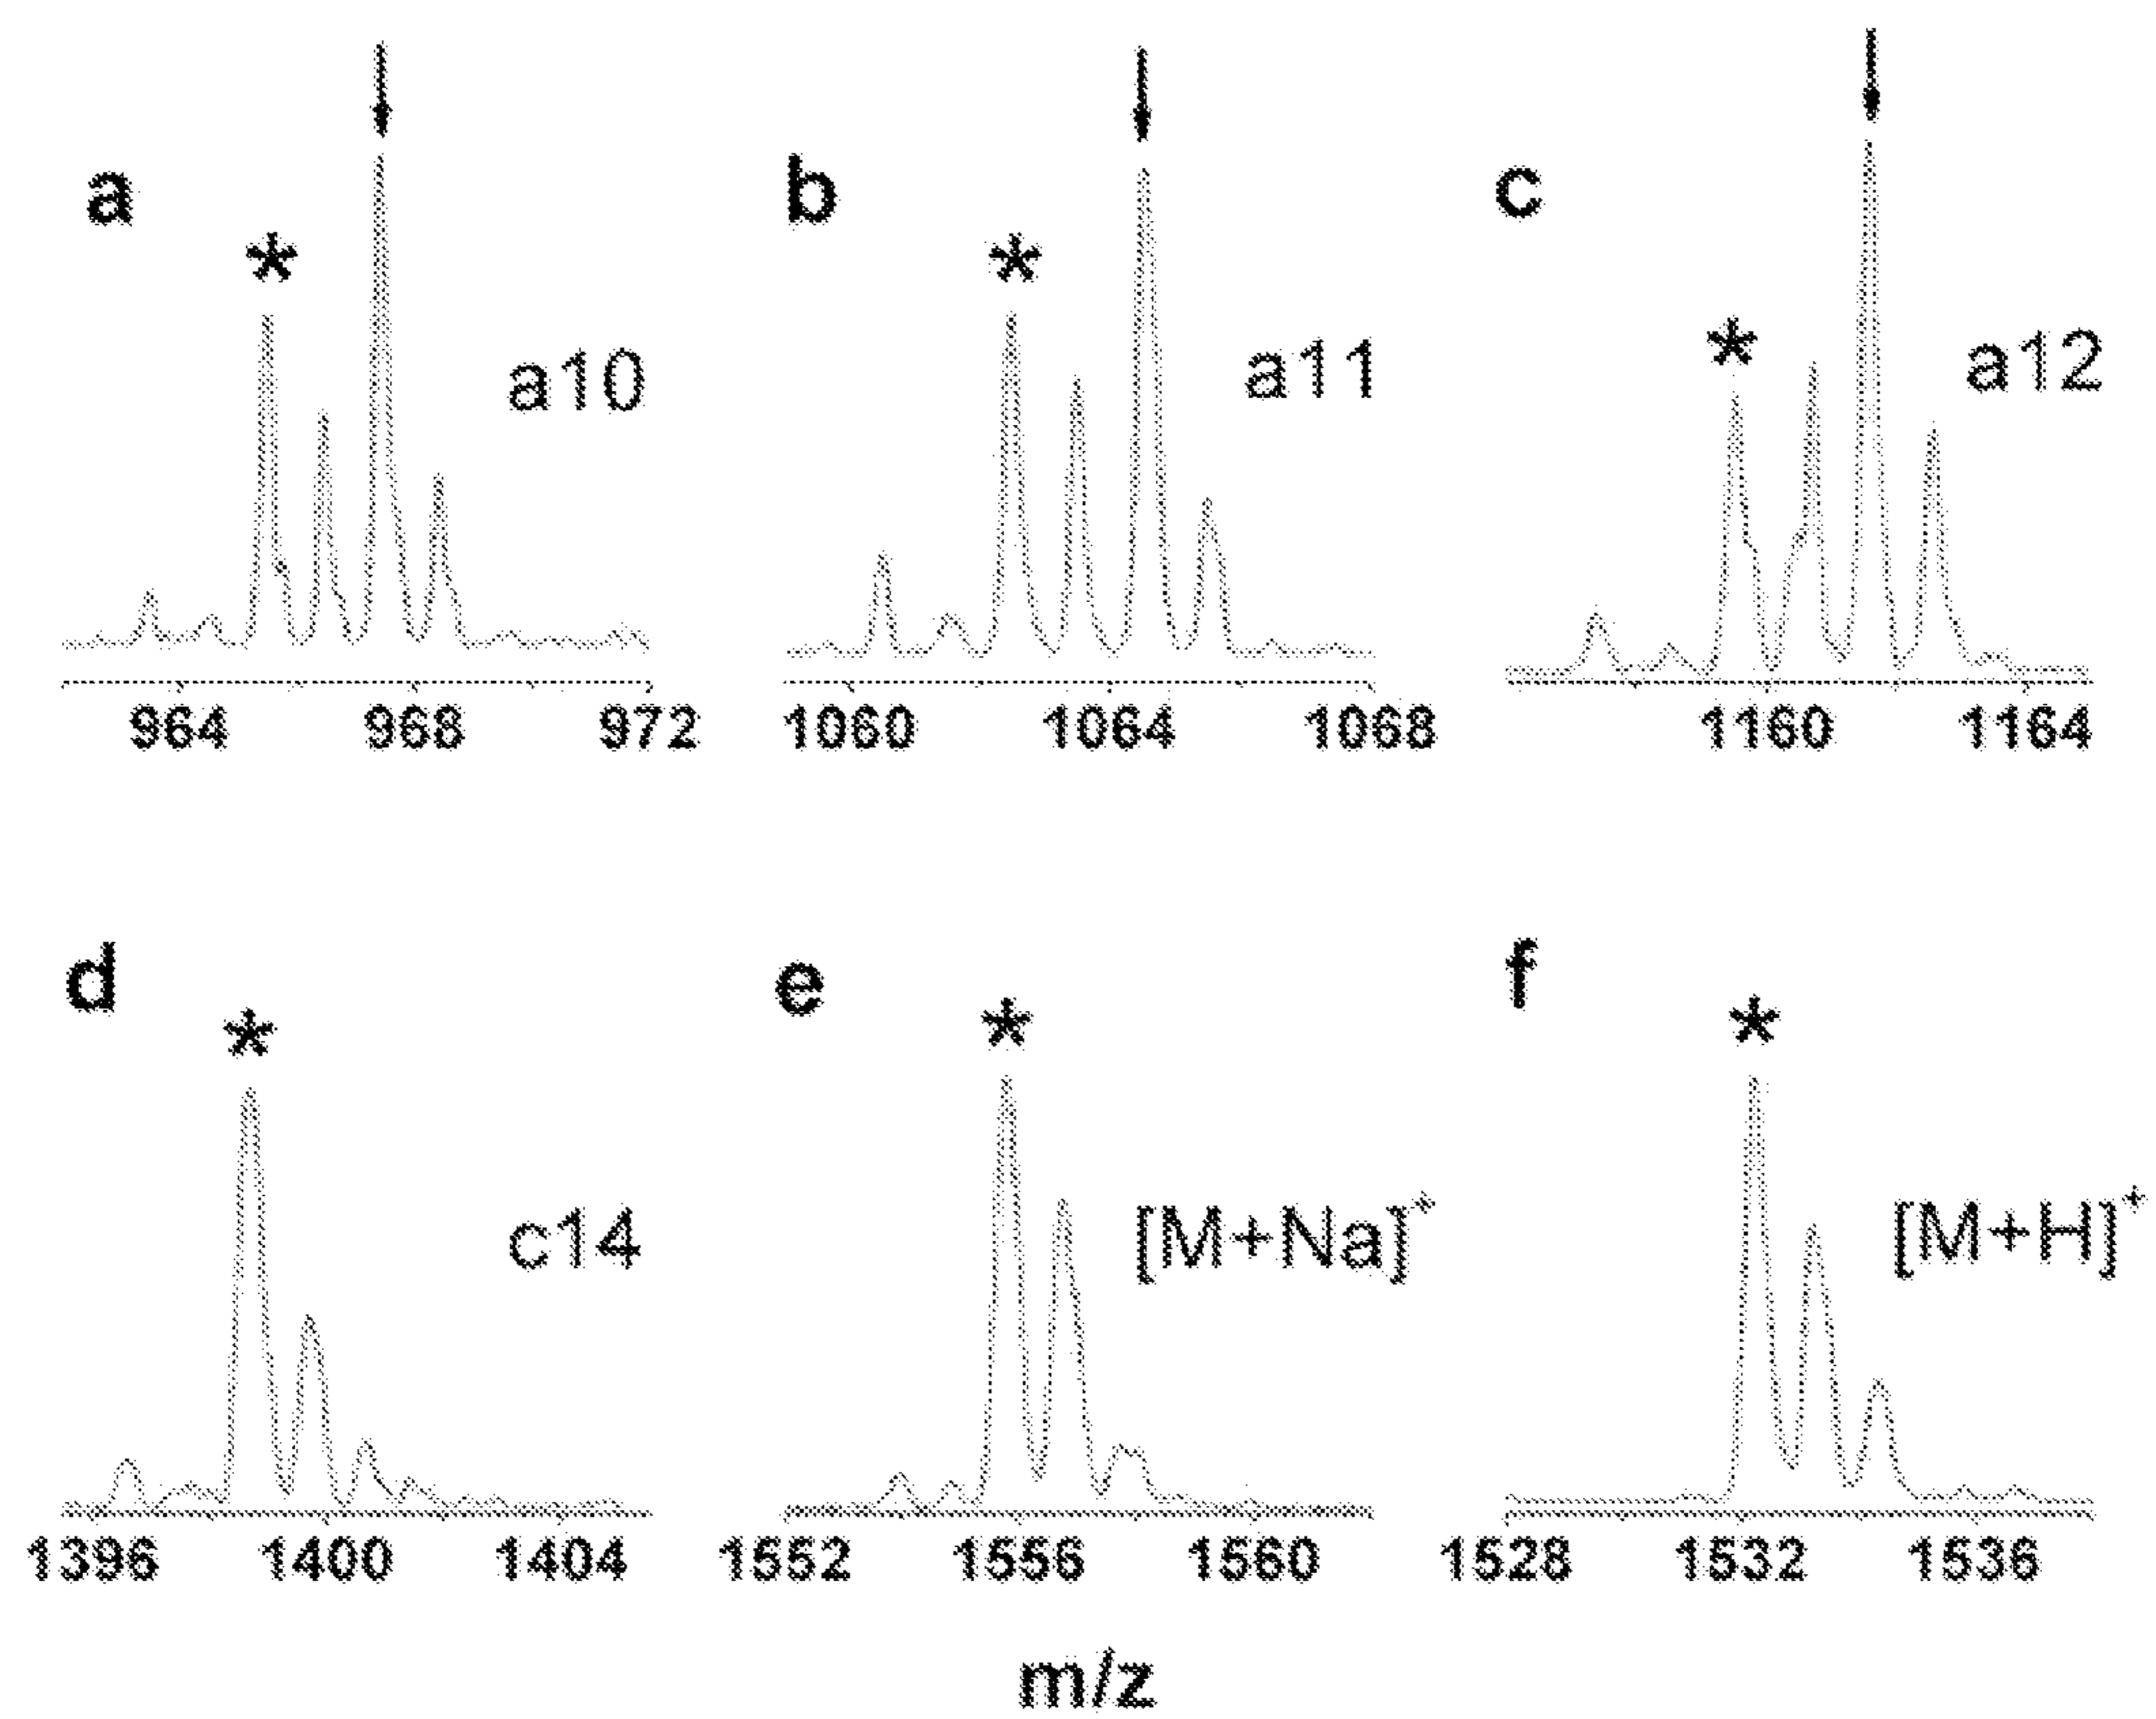 a
*
a10
964 968 972
b
*
a11
1060 1064 1068
c
*
a12
1160 1164
d
*
c14
1396 1400 1404
e
*
[M+Na]+
1552 1556 1560
f
*
[M+H]+
1528 1532 1536
m/z